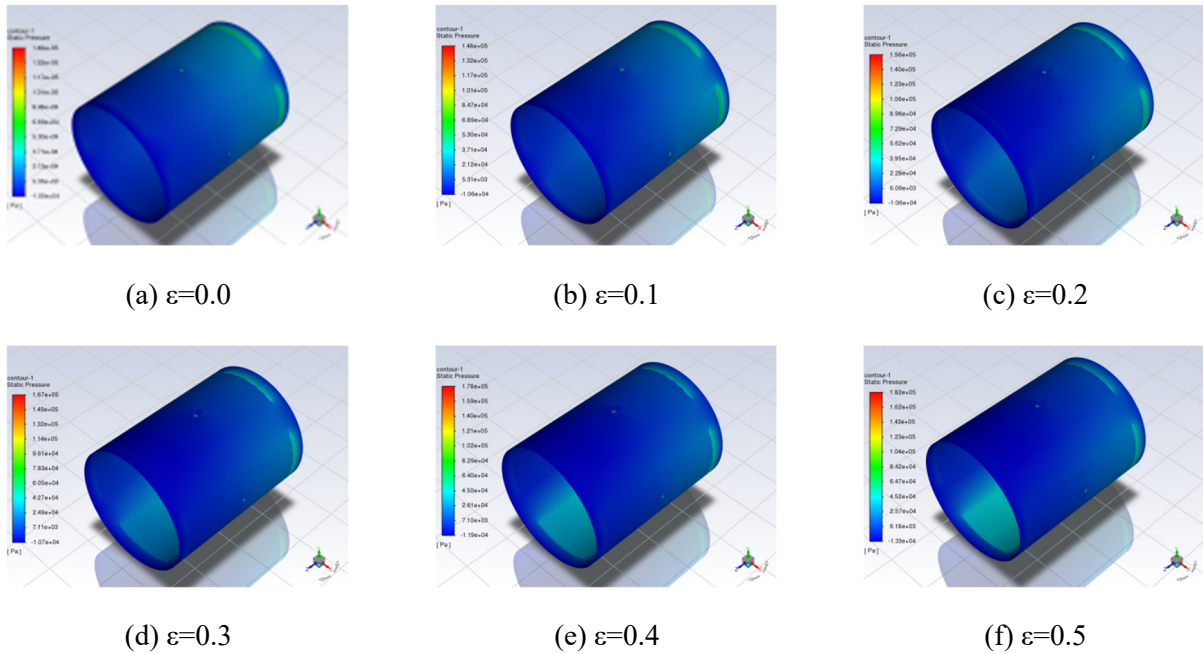 contour-1
Static Pressure
[ Pa ]
contour-1
Static Pressure
1.48e+05
1.32e+05
1.17e+05
1.01e+05
8.47e+04
6.89e+04
5.30e+04
3.71e+04
2.12e+04
5.31e+03
-1.06e+04
[ Pa ]
contour-1
Static Pressure
1.56e+05
1.40e+05
1.23e+05
1.06e+05
8.96e+04
7.29e+04
5.62e+04
3.95e+04
2.28e+04
6.09e+03
-1.06e+04
[ Pa ]
(a) ε=0.0
(b) ε=0.1
(c) ε=0.2
contour-1
Static Pressure
1.67e+05
1.49e+05
1.32e+05
1.14e+05
9.61e+04
7.83e+04
6.05e+04
4.27e+04
2.49e+04
7.11e+03
-1.07e+04
[ Pa ]
contour-1
Static Pressure
1.78e+05
1.59e+05
1.40e+05
1.21e+05
1.02e+05
8.29e+04
6.40e+04
4.50e+04
2.61e+04
7.10e+03
-1.19e+04
[ Pa ]
contour-1
Static Pressure
1.82e+05
1.62e+05
1.43e+05
1.23e+05
1.04e+05
8.42e+04
6.47e+04
4.52e+04
2.57e+04
6.18e+03
-1.33e+04
[ Pa ]
(d) ε=0.3
(e) ε=0.4
(f) ε=0.5